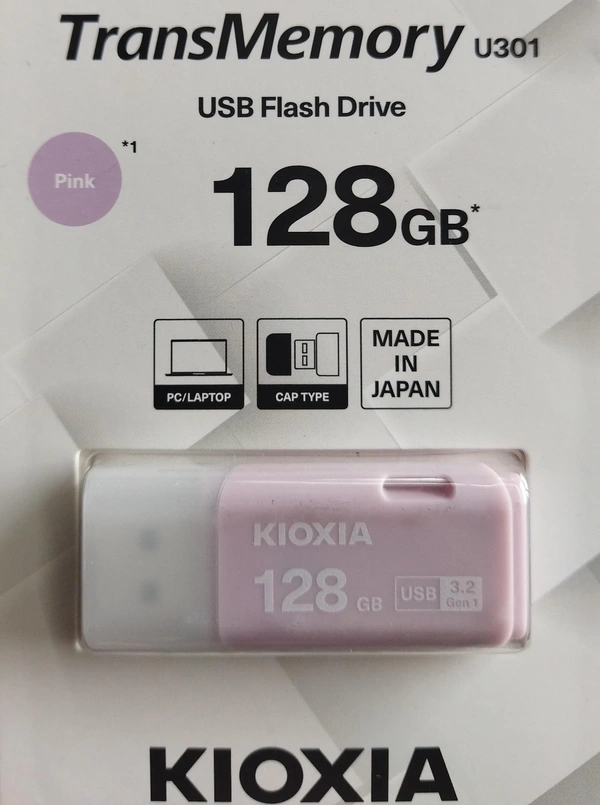 TransMemory U301
USB Flash Drive
Pink *1
128GB*
PC/LAPTOP
CAP TYPE
MADE
IN
JAPAN
KIOXIA
128 GB USB 3.2
Gen 1
KIOXIA